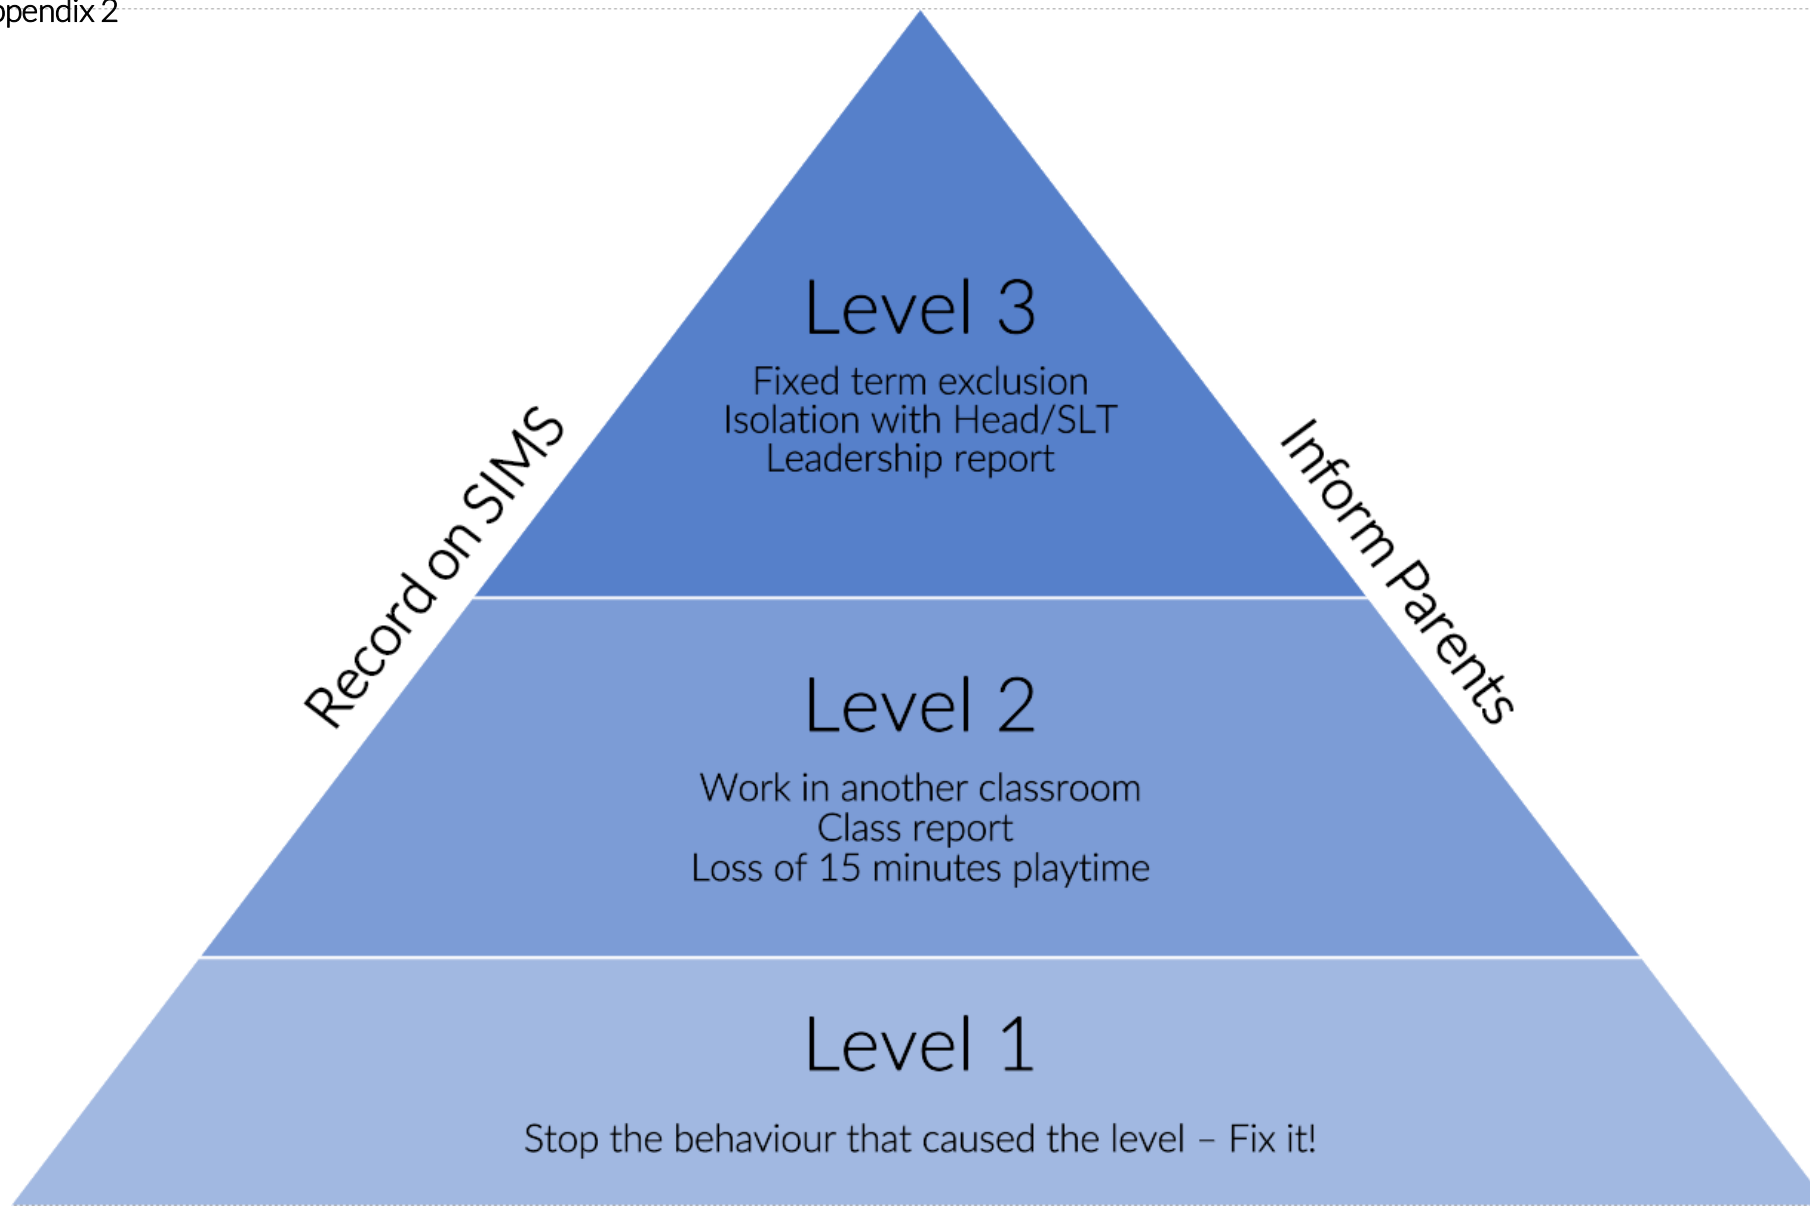 ppendix 2
Level 3
Fixed term exclusion
Isolation with Head/SLT
Leadership report
Record on SIMS
Inform Parents
Level 2
Work in another classroom
Class report
Loss of 15 minutes playtime
Level 1
Stop the behaviour that caused the level – Fix it!